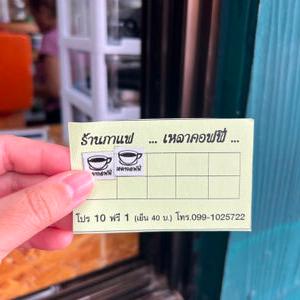 ร้านกาแฟ ... เหลาคอฟฟี่ ...
โปร 10 ฟรี 1 (เย็น 40 บ.) โทร.099-1025722